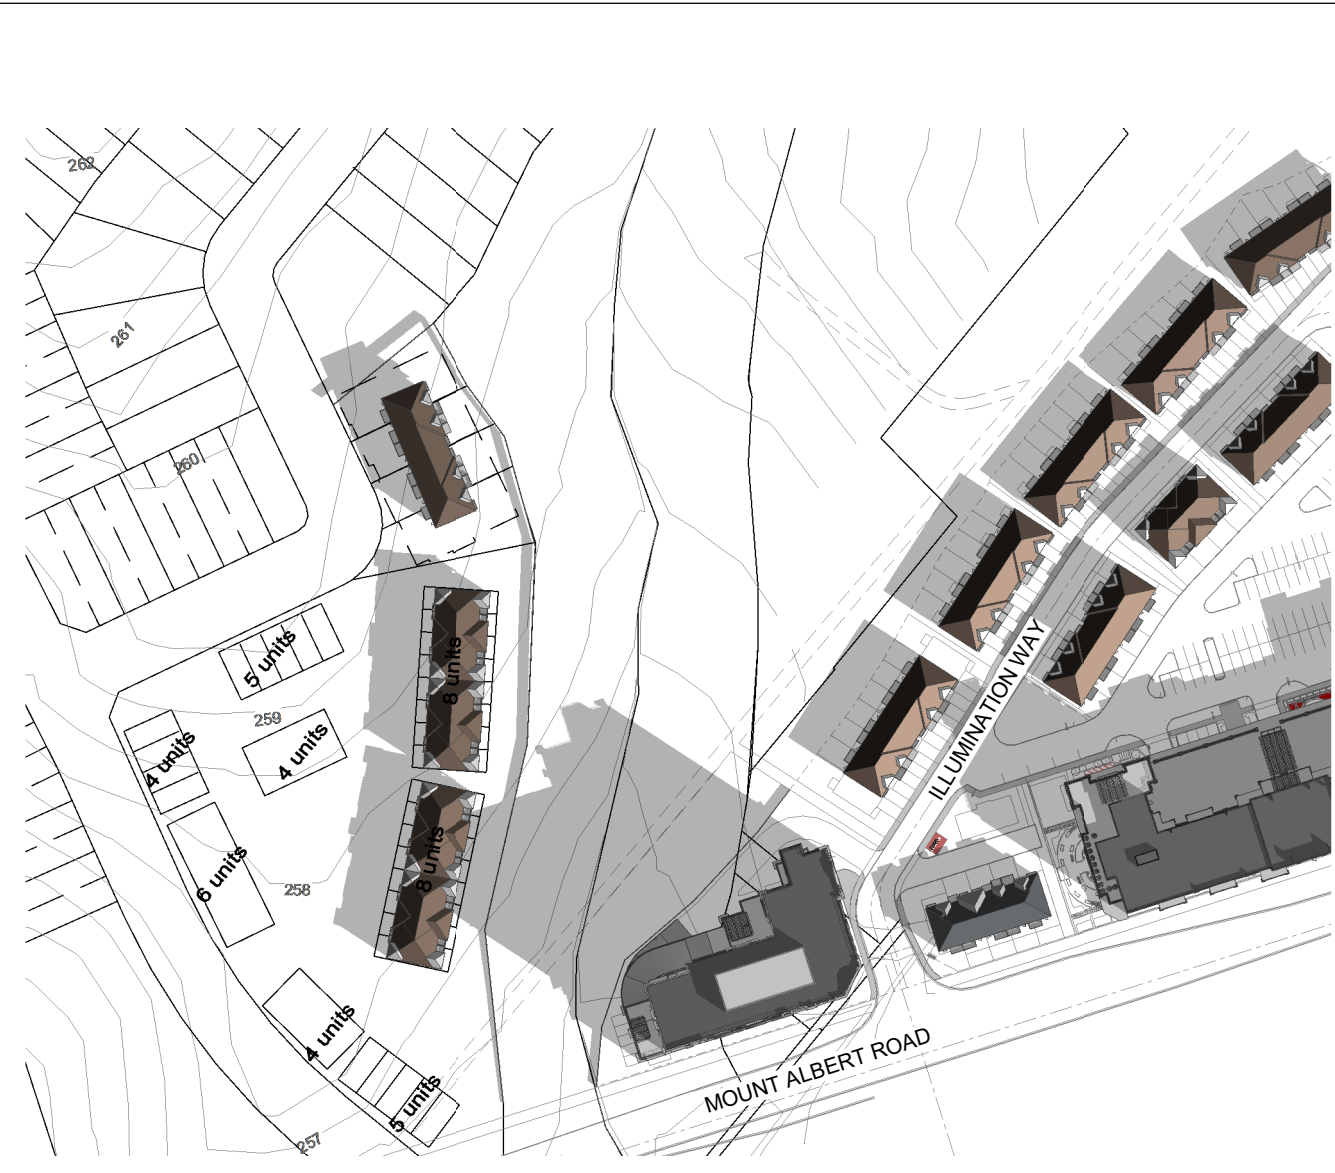 262
261
260
5 units
8 units
259
4 units
4 units
ILLUMINATION WAY
6 units
8 units
258
4 units
MOUNT ALBERT ROAD
5 units
257